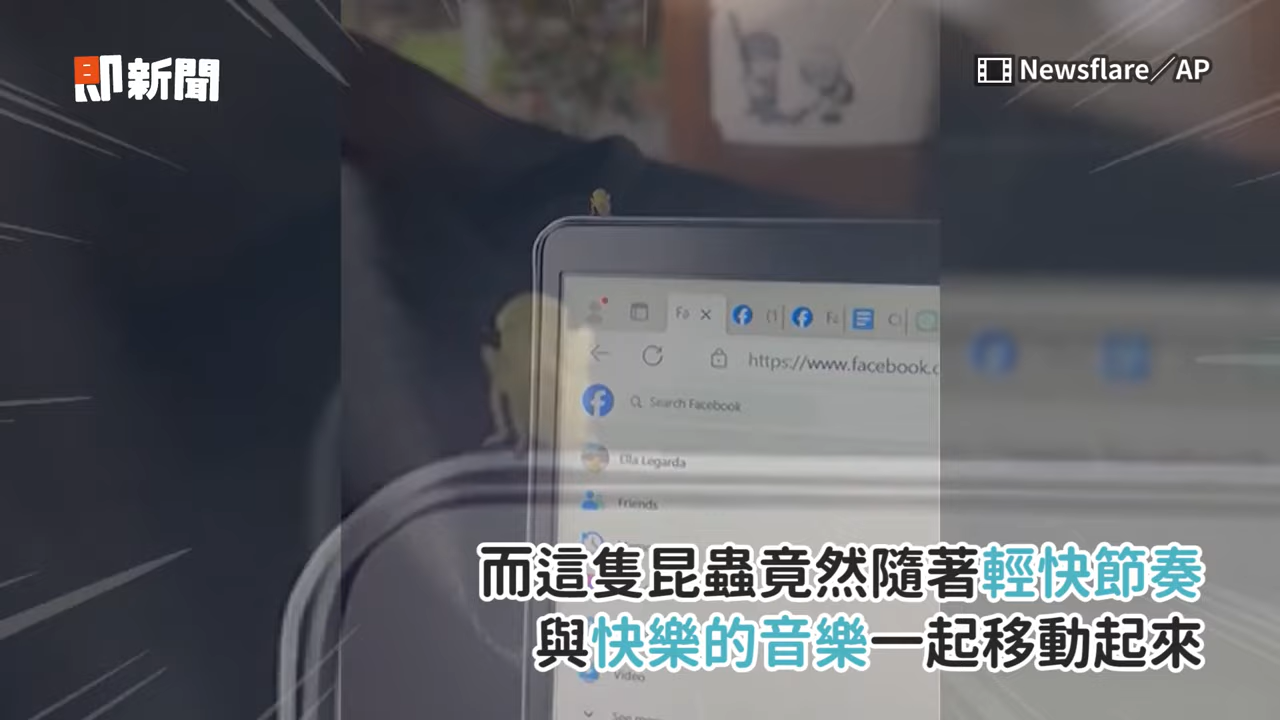 即新聞
Newsflare／AP
Fa
https://www.facebook.c
Search Facebook
Ella Legarda
Friends
而這隻昆蟲竟然隨著輕快節奏
與快樂的音樂一起移動起來
Video